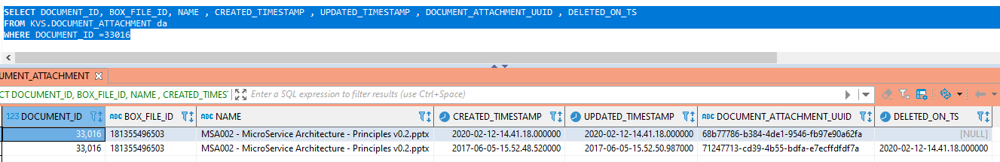 SELECT DOCUMENT_ID, BOX_FILE_ID, NAME , CREATED_TIMESTAMP , UPDATED_TIMESTAMP , DOCUMENT_ATTACHMENT_UUID , DELETED_ON_TS
FROM KVS.DOCUMENT_ATTACHMENT da
WHERE DOCUMENT_ID =33016
UMENT_ATTACHMENT
CT DOCUMENT_ID, BOX_FILE_ID, NAME , CREATED_TIMES Enter a SQL expression to filter results (use Ctrl+Space)
123 DOCUMENT_ID ABC BOX_FILE_ID ABC NAME CREATED_TIMESTAMP UPDATED_TIMESTAMP ABC DOCUMENT_ATTACHMENT_UUID DELETED_ON_TS
33,016 181355496503 MSA002 - MicroService Architecture - Principles v0.2.pptx 2020-02-12-14.41.18.000000 2020-02-12-14.41.18.000000 68b77786-b384-4de1-9546-fb97e90a62fa [NULL]
33,016 181355496503 MSA002 - MicroService Architecture - Principles v0.2.pptx 2017-06-05-15.52.48.520000 2017-06-05-15.52.50.987000 71247713-cd39-4b55-bdfa-e7ecffdfdf7a 2020-02-12-14.41.18.000000